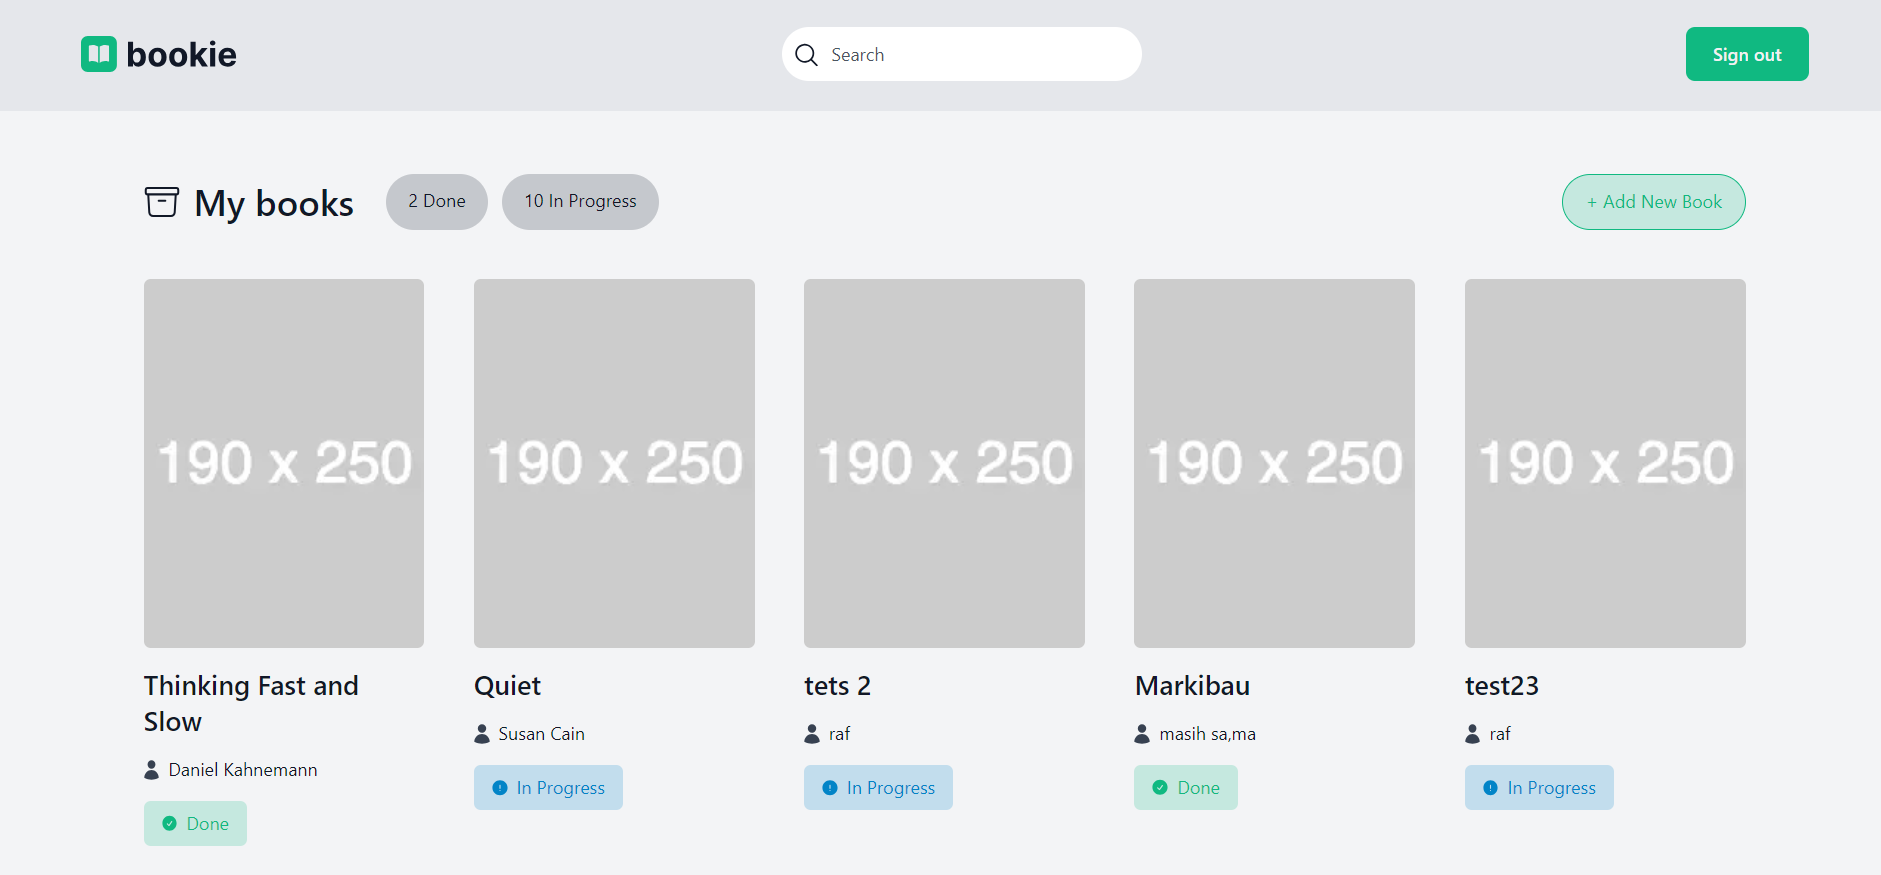 bookie
Search
Sign out
My books
2 Done
10 In Progress
+ Add New Book
190 x 250
190 x 250
190 x 250
190 x 250
190 x 250
Thinking Fast and
Slow
Daniel Kahnemann
Done
Quiet
Susan Cain
In Progress
tets 2
raf
In Progress
Markibau
masih sa,ma
Done
test23
raf
In Progress